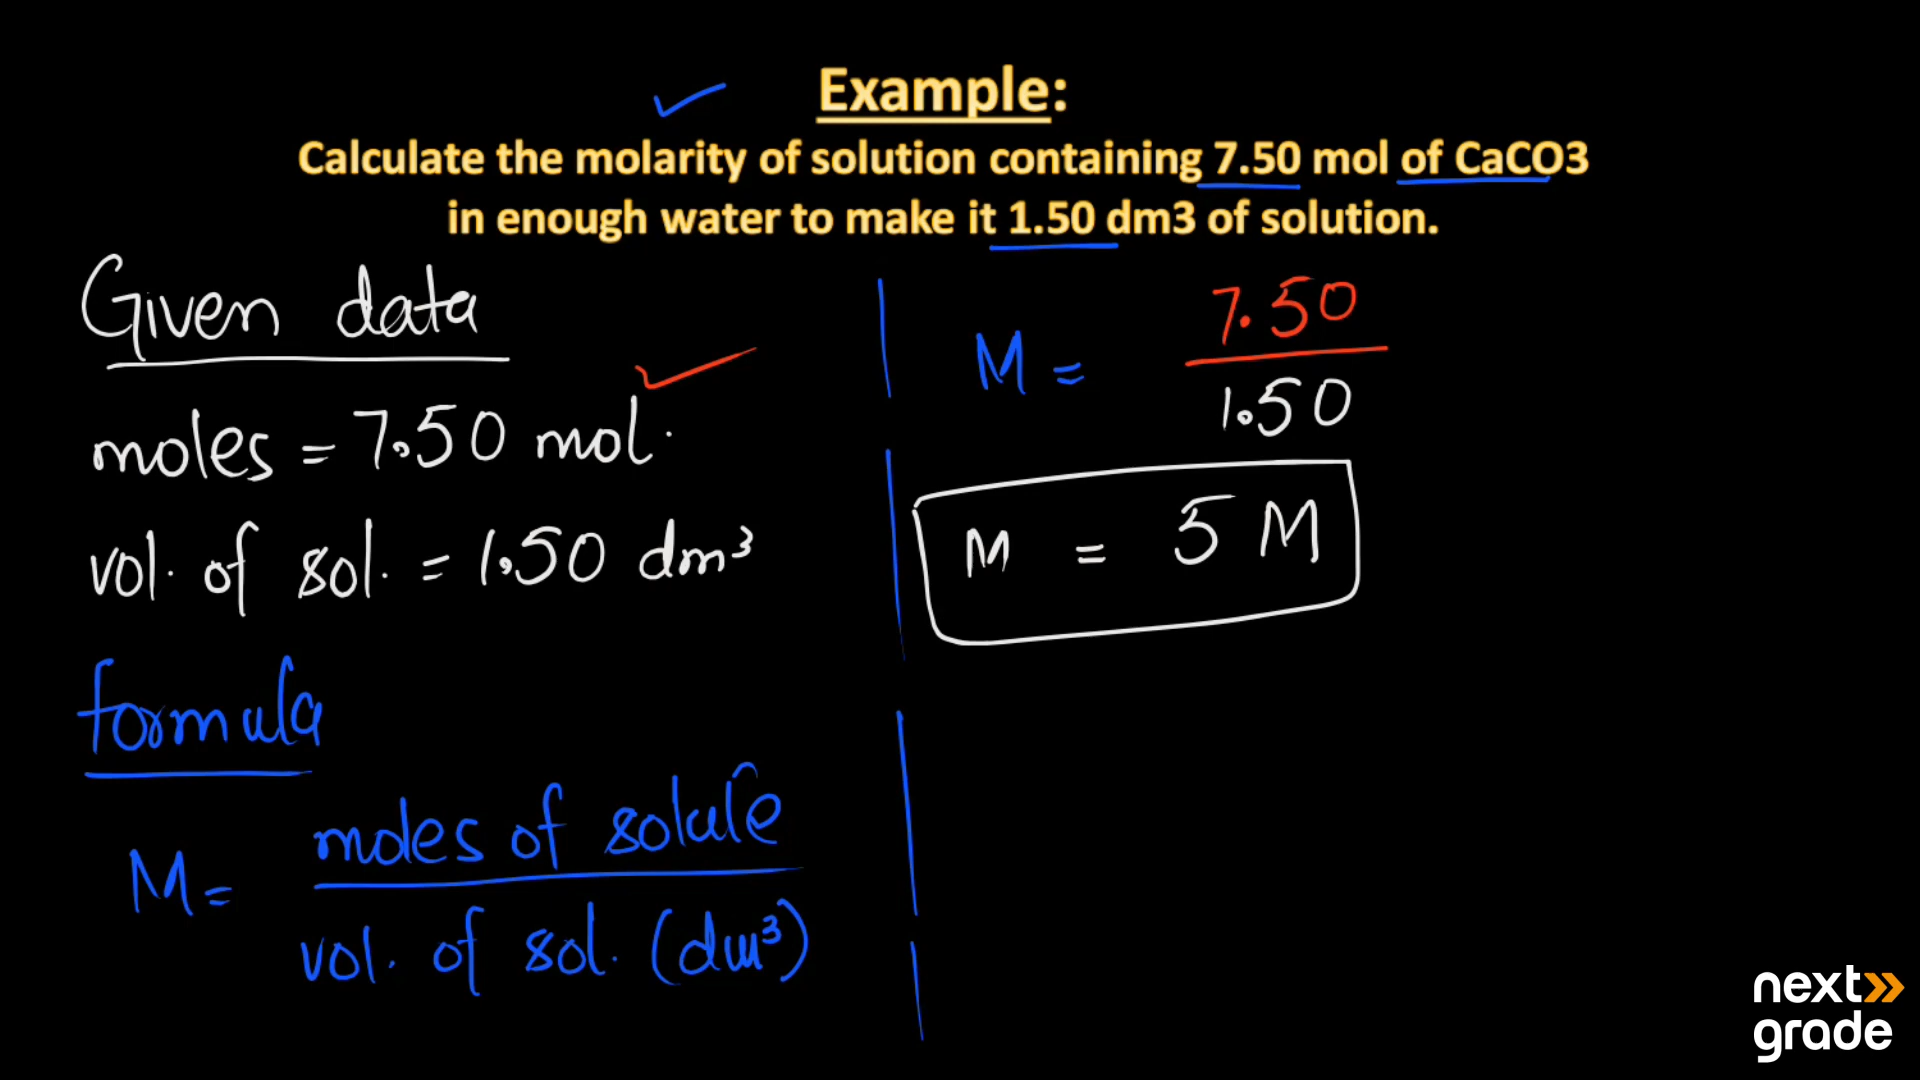 Example:
Calculate the molarity of solution containing 7.50 mol of CaCO3
in enough water to make it 1.50 dm3 of solution.
Given data
moles = 7.50 mol.
vol. of sol. = 1.50 dm³
formula
M = moles of solute
vol. of sol. (dm³)
M = 7.50
1.50
M = 5 M
next
grade